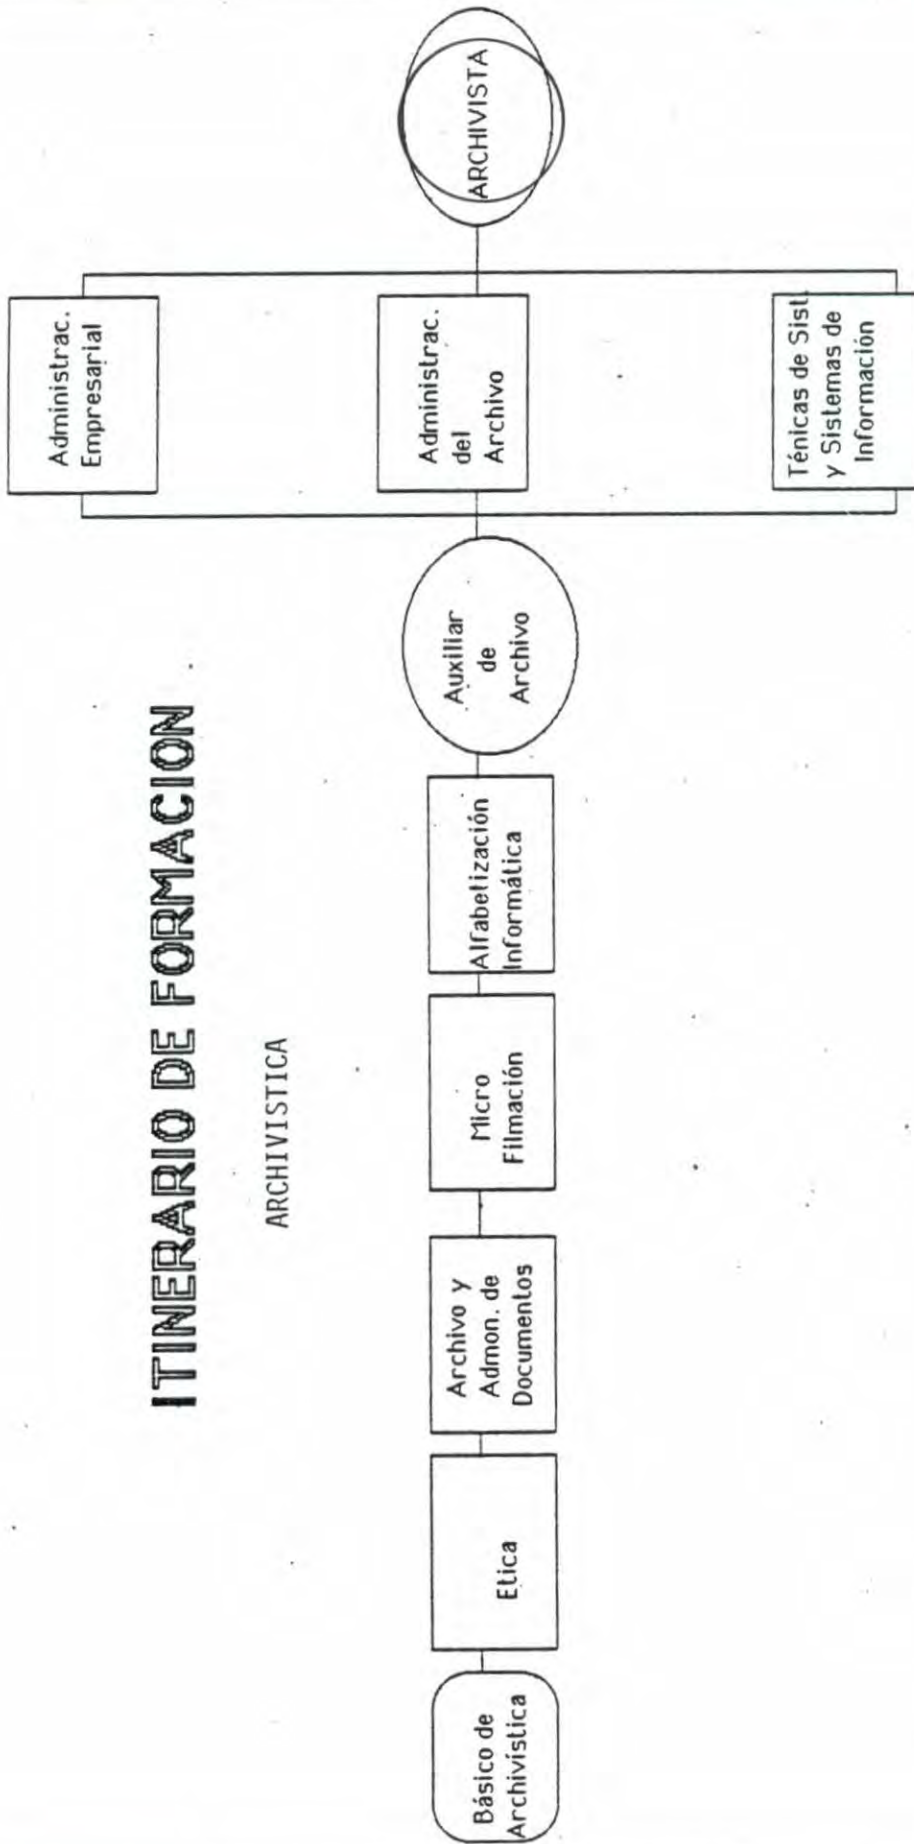 ITINERARIO DE FORMACION
ARCHIVISTICA
Básico de
Archivística
Etica
Archivo y
Admon. de
Documentos
Micro
Filmación
Alfabetización
Informática
Auxiliar
de
Archivo
Administrac.
Empresarial
Administrac.
del
Archivo
Ténicas de Sist.
y Sistemas de
Información
ARCHIVISTA